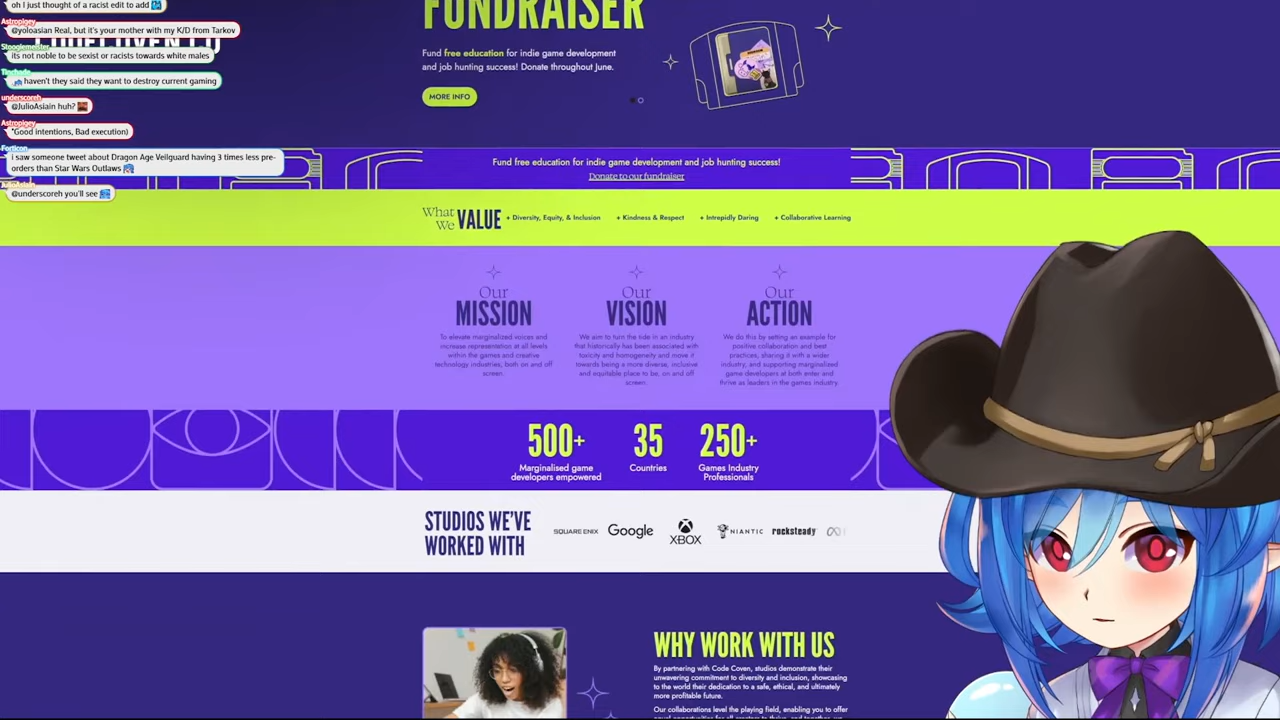 oh I just thought of a racist edit to add
Astropigey
@yoloasian Real, but it's your mother with my K/D from Tarkov
Stooglemeister
its not noble to be sexist or racists towards white males
haven't they said they want to destroy current gaming
underscoreh
@JulioAsiain huh?
Astropigey
*Good intentions, Bad execution)
Forticon
i saw someone tweet about Dragon Age Veilguard having 3 times less pre-
orders than Star Wars Outlaws
JulioAsiain
@underscoreh you'll see
FUNDRAISER
Fund free education for indie game development
and job hunting success! Donate throughout June.
MORE INFO
Fund free education for indie game development and job hunting success!
Donate to our fundraiser
What
We VALUE
+ Diversity, Equity, & Inclusion + Kindness & Respect + Intrepidly Daring + Collaborative Learning
Our
MISSION
To elevate marginalized voices and
increase representation at all levels
within the games and creative
technology industries; both on and off
screen.
Our
VISION
We aim to turn the tide in an industry
that historically has been associated with
toxicity and homogeneity and move it
towards being a more diverse, inclusive
and equitable place to be, on and off
screen.
Our
ACTION
We do this by setting an example for
positive collaboration and best
practices, sharing it with a wider
industry, and supporting marginalized
game developers at both enter and
thrive as leaders in the games industry.
500+
Marginalised game
developers empowered
35
Countries
250+
Games Industry
Professionals
STUDIOS WE'VE
WORKED WITH
SQUARE ENIX Google XBOX NIANTIC rocksteady
WHY WORK WITH US
By partnering with Code Coven, studios demonstrate their
unwavering commitment to diversity and inclusion, showcasing
to the world their dedication to a safe, ethical, and ultimately
more profitable future.
Our collaborations level the playing field, enabling you to offer